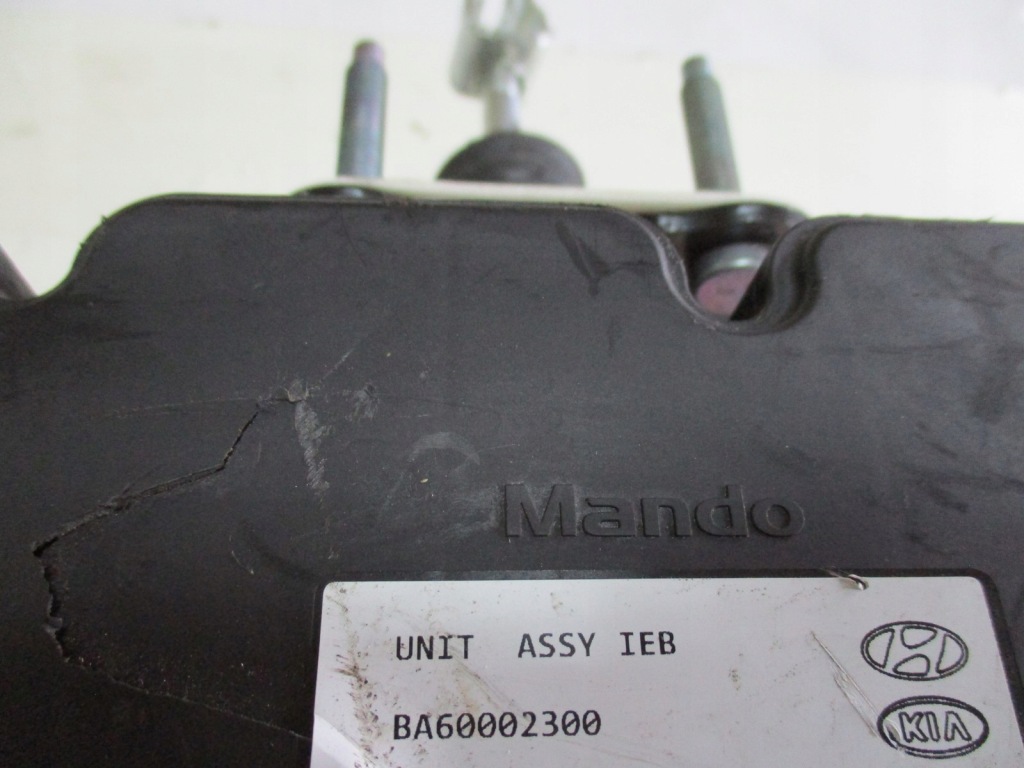 Mando
UNIT ASSY IEB
BA60002300
KIA